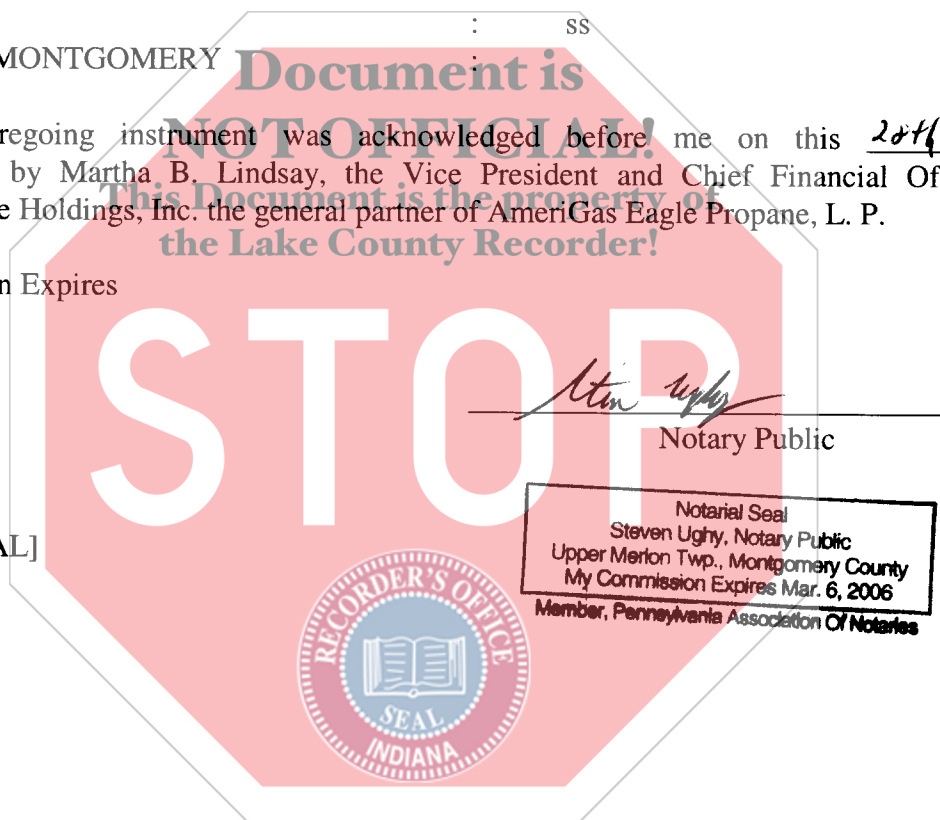 : ss
MONTGOMERY :
Document is
NOT OFFICIAL!
This Document is the property of
the Lake County Recorder!
regoing instrument was acknowledged before me on this 28th
by Martha B. Lindsay, the Vice President and Chief Financial Of
e Holdings, Inc. the general partner of AmeriGas Eagle Propane, L. P.
n Expires
STOP
Notary Public
AL]
Notarial Seal
Steven Ughy, Notary Public
Upper Merion Twp., Montgomery County
My Commission Expires Mar. 6, 2006
Member, Pennsylvania Association Of Notaries
RECORDER'S OFFICE
SEAL
INDIANA